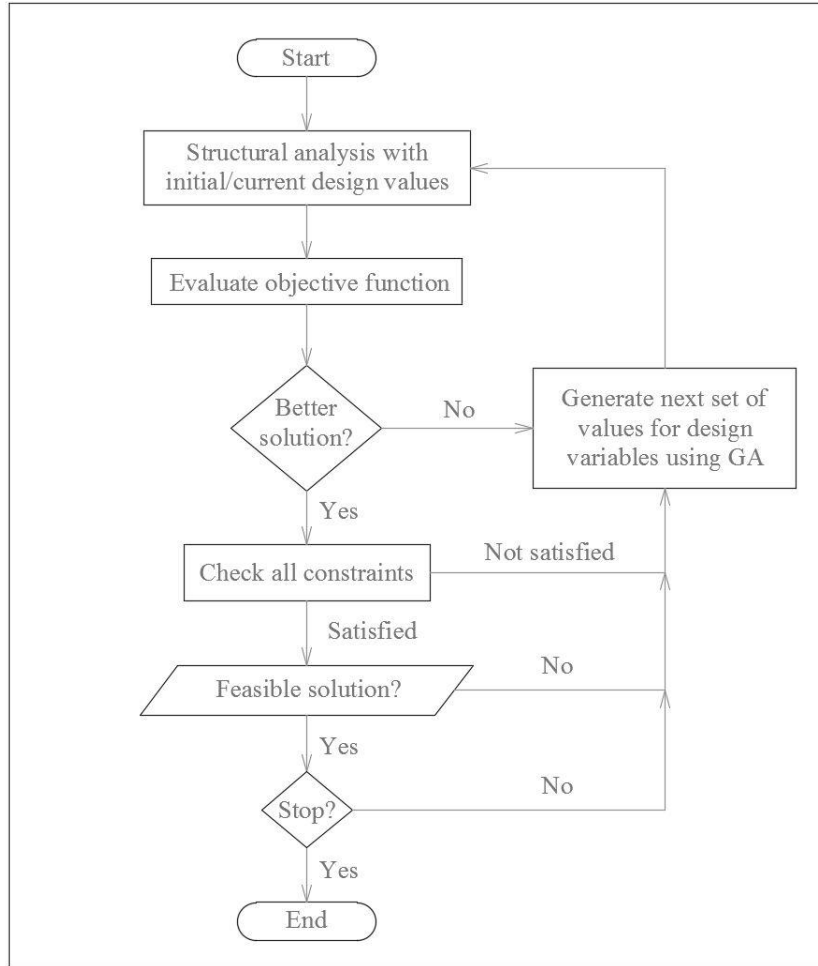 Start
Structural analysis with
initial/current design values
Evaluate objective function
Better
solution?
No
Generate next set of
values for design
variables using GA
Yes
Check all constraints
Not satisfied
Satisfied
Feasible solution?
No
Yes
Stop?
No
Yes
End